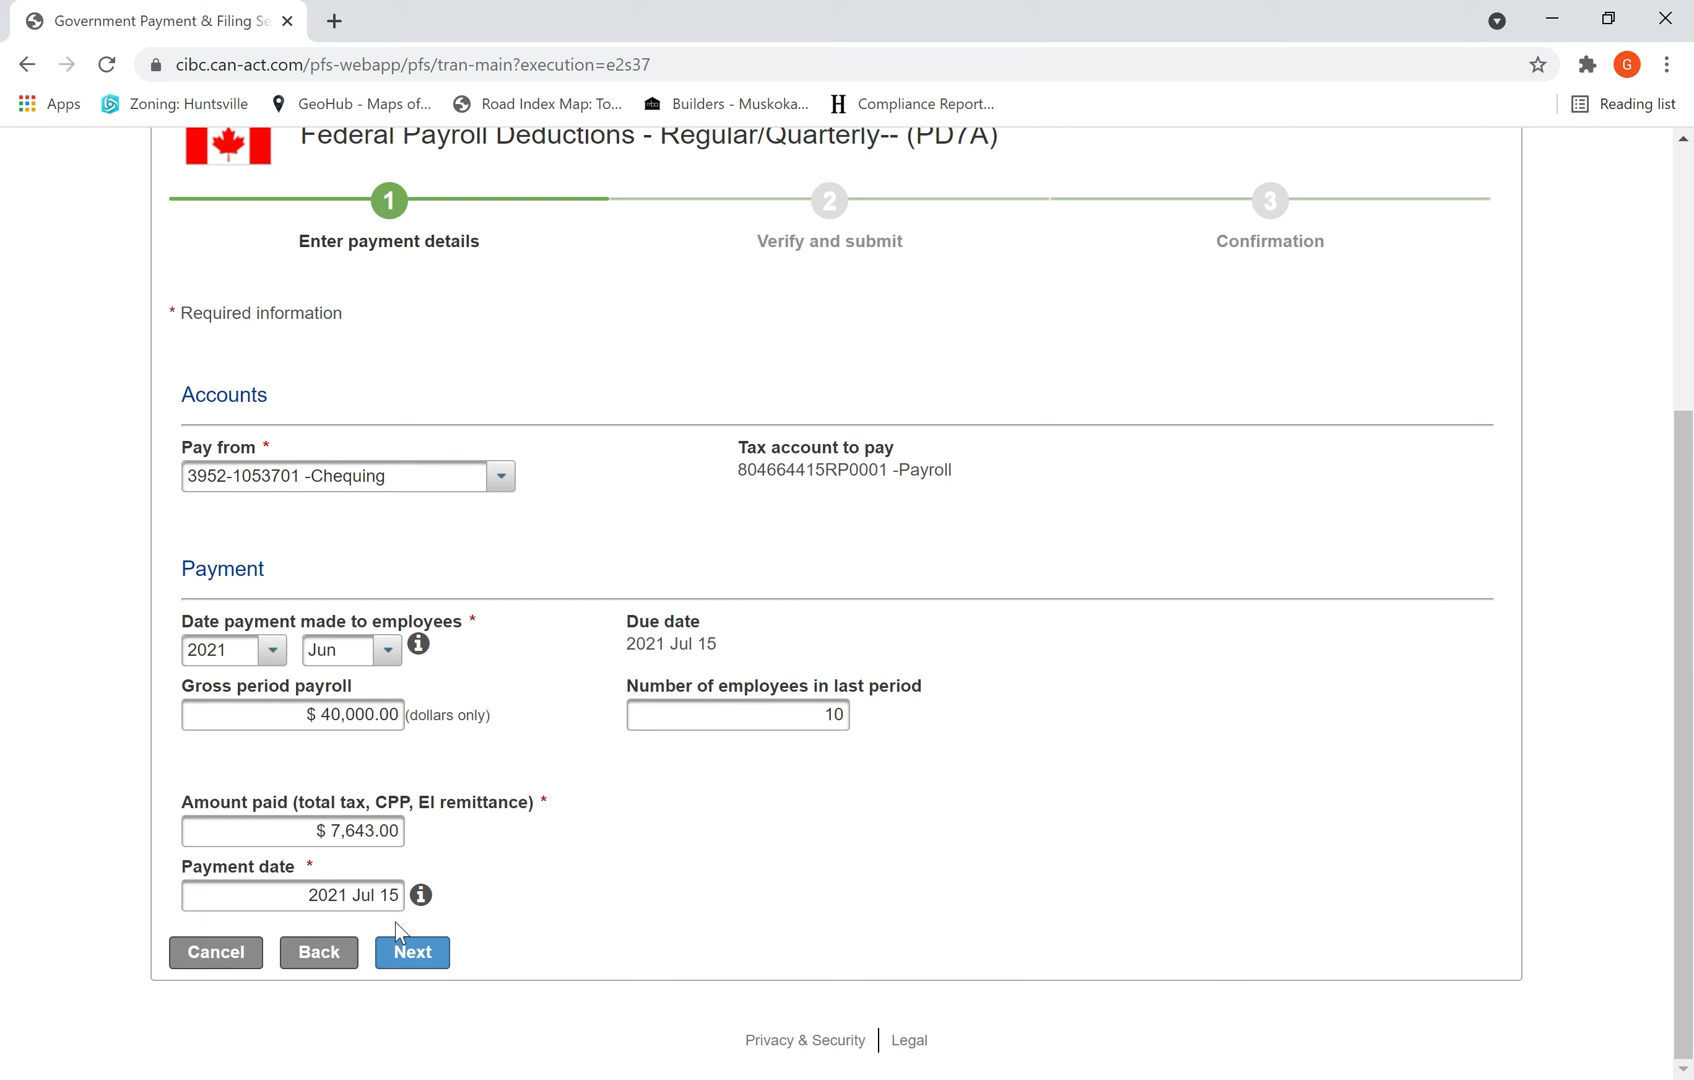 Government Payment & Filing Se
cibc.can-act.com/pfs-webapp/pfs/tran-main?execution=e2s37
G
Apps
Zoning: Huntsville
GeoHub - Maps of...
Road Index Map: To...
mba
Builders - Muskoka...
H
Compliance Report...
Reading list
Federal Payroll Deductions - Regular/Quarterly-- (PD7A)
1
2
3
Enter payment details
Verify and submit
Confirmation
* Required information
Accounts
Pay from *
Tax account to pay
3952-1053701 -Chequing
804664415RP0001 -Payroll
Payment
Date payment made to employees *
Due date
2021
Jun
2021 Jul 15
Gross period payroll
Number of employees in last period
$ 40,000.00 (dollars only)
10
Amount paid (total tax, CPP, EI remittance) *
$ 7,643.00
Payment date *
2021 Jul 15
Cancel
Back
Next
Privacy & Security
Legal